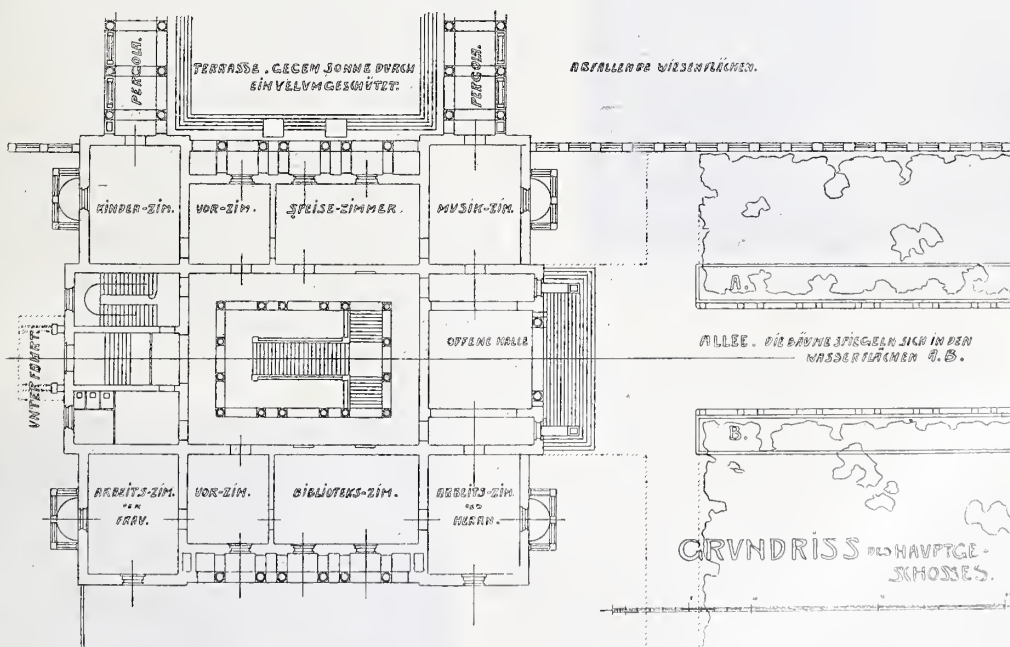 PERGOLA.
TERRASSE. GEGEN SONNE DURCH
EIN VELUM GESCHÜTZT.
PERGOLA.
ABFALLENDE WIESENFLÄCHEN.
KINDER-ZIM.
VOR-ZIM.
SPEISE-ZIMMER.
MUSIK-ZIM.
A.
UNTERFAHRT.
OFFENE HALLE
ALLEE. DIE BÄUME SPIEGELN SICH IN DEN
WASSERFLÄCHEN A.B.
B.
ARBEITS-ZIM.
DER
FRAU.
VOR-ZIM.
BIBLIOTEKS-ZIM.
ARBEITS-ZIM.
DES
HERRN.
GRVNDRISS DES HAVPTGE-
SCHOSSES.